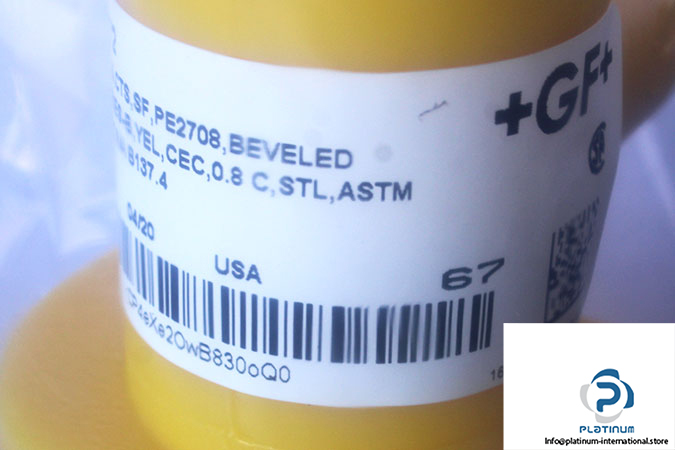 +GF+
CTS,SF,PE2708,BEVELED
YEL,CEC,0.8 C,STL,ASTM
B137.4
04/20
USA
67
P
PLATINUM
Info@platinum-international.store